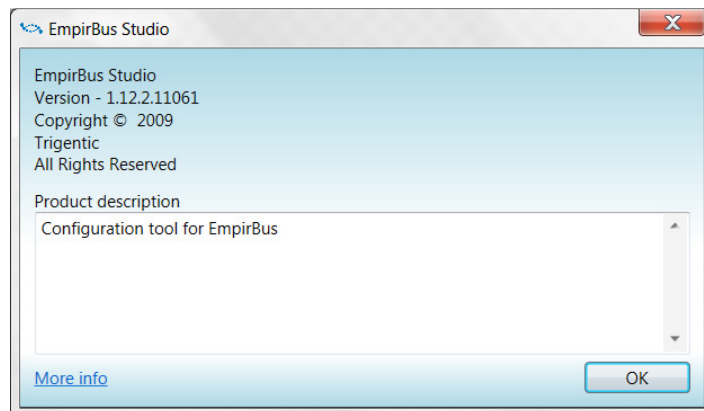 EmpirBus Studio
EmpirBus Studio
Version - 1.12.2.11061
Copyright © 2009
Trigentic
All Rights Reserved
Product description
Configuration tool for EmpirBus
More info
OK